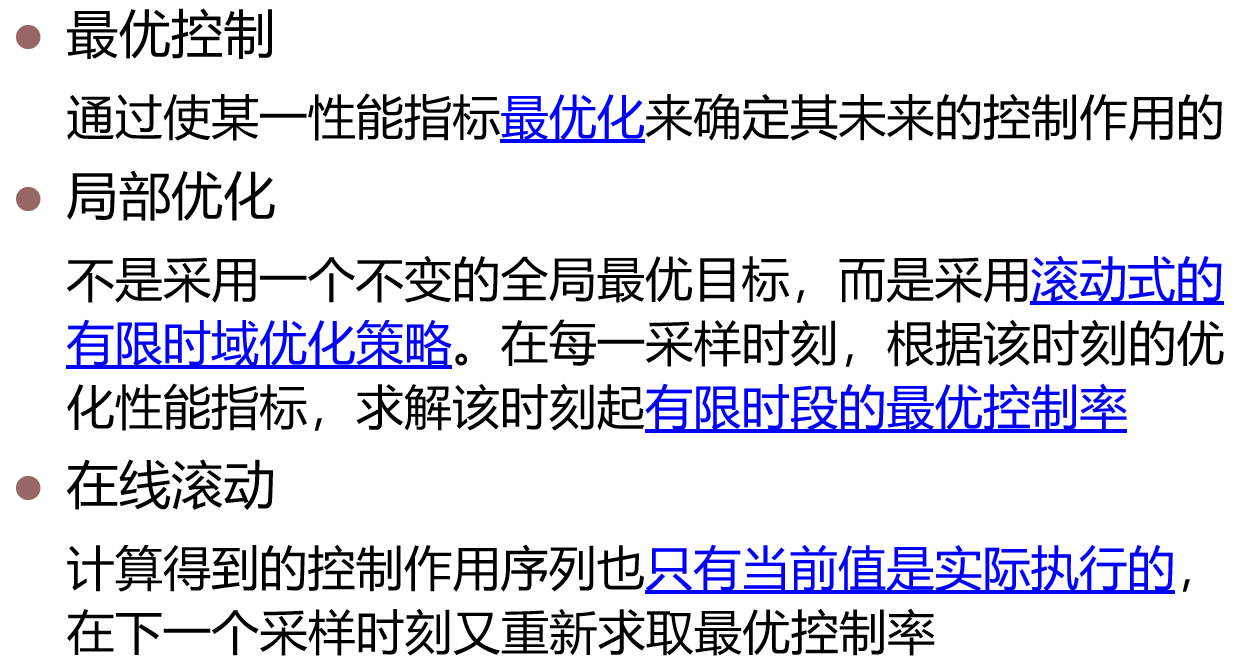 最优控制
通过使某一性能指标最优化来确定其未来的控制作用的
局部优化
不是采用一个不变的全局最优目标，而是采用滚动式的
有限时域优化策略。在每一采样时刻，根据该时刻的优
化性能指标，求解该时刻起有限时段的最优控制率
在线滚动
计算得到的控制作用序列也只有当前值是实际执行的，
在下一个采样时刻又重新求取最优控制率